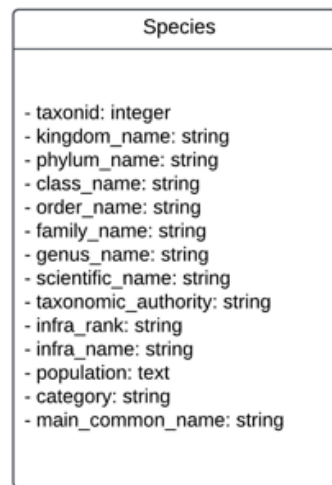 Species
- taxonid: integer
- kingdom_name: string
- phylum_name: string
- class_name: string
- order_name: string
- family_name: string
- genus_name: string
- scientific_name: string
- taxonomic_authority: string
- infra_rank: string
- infra_name: string
- population: text
- category: string
- main_common_name: string